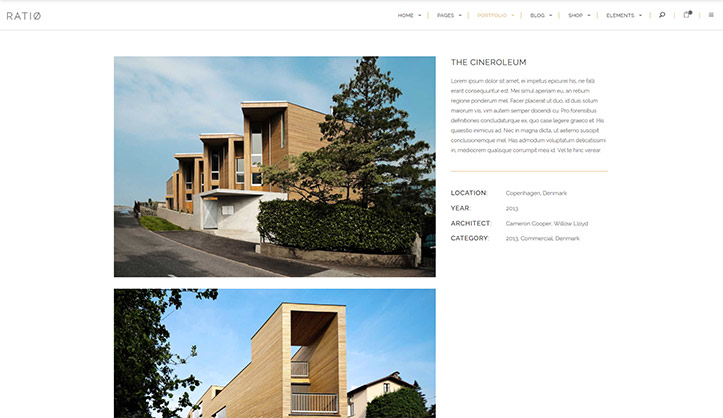 RATIØ
HOME
PAGES
PORTFOLIO
BLOG
SHOP
ELEMENTS
THE CINEROLEUM
Lorem ipsum dolor sit amet, ei impetus epicurei his, ne falli
erant consequuntur est. Mei simul apeirian eu, an rebum
regione ponderum mel. Facer placerat ut duo, id duis solum
maiorum vis, vim autem semper docendi cu. Pro forensibus
definitiones concludaturque ex, quo case legere graeco et. His
quaestio inimicus ad. Nec in magna dicta, ut aeterno suscipit
conclusionemque mel. Has admodum voluptatum delicatissimi
in, mediocrem qualisque corrumpit mea id. Vel te hinc verear.
LOCATION: Copenhagen, Denmark
YEAR: 2013
ARCHITECT: Cameron Cooper, Willow Lloyd
CATEGORY: 2013, Commercial, Denmark